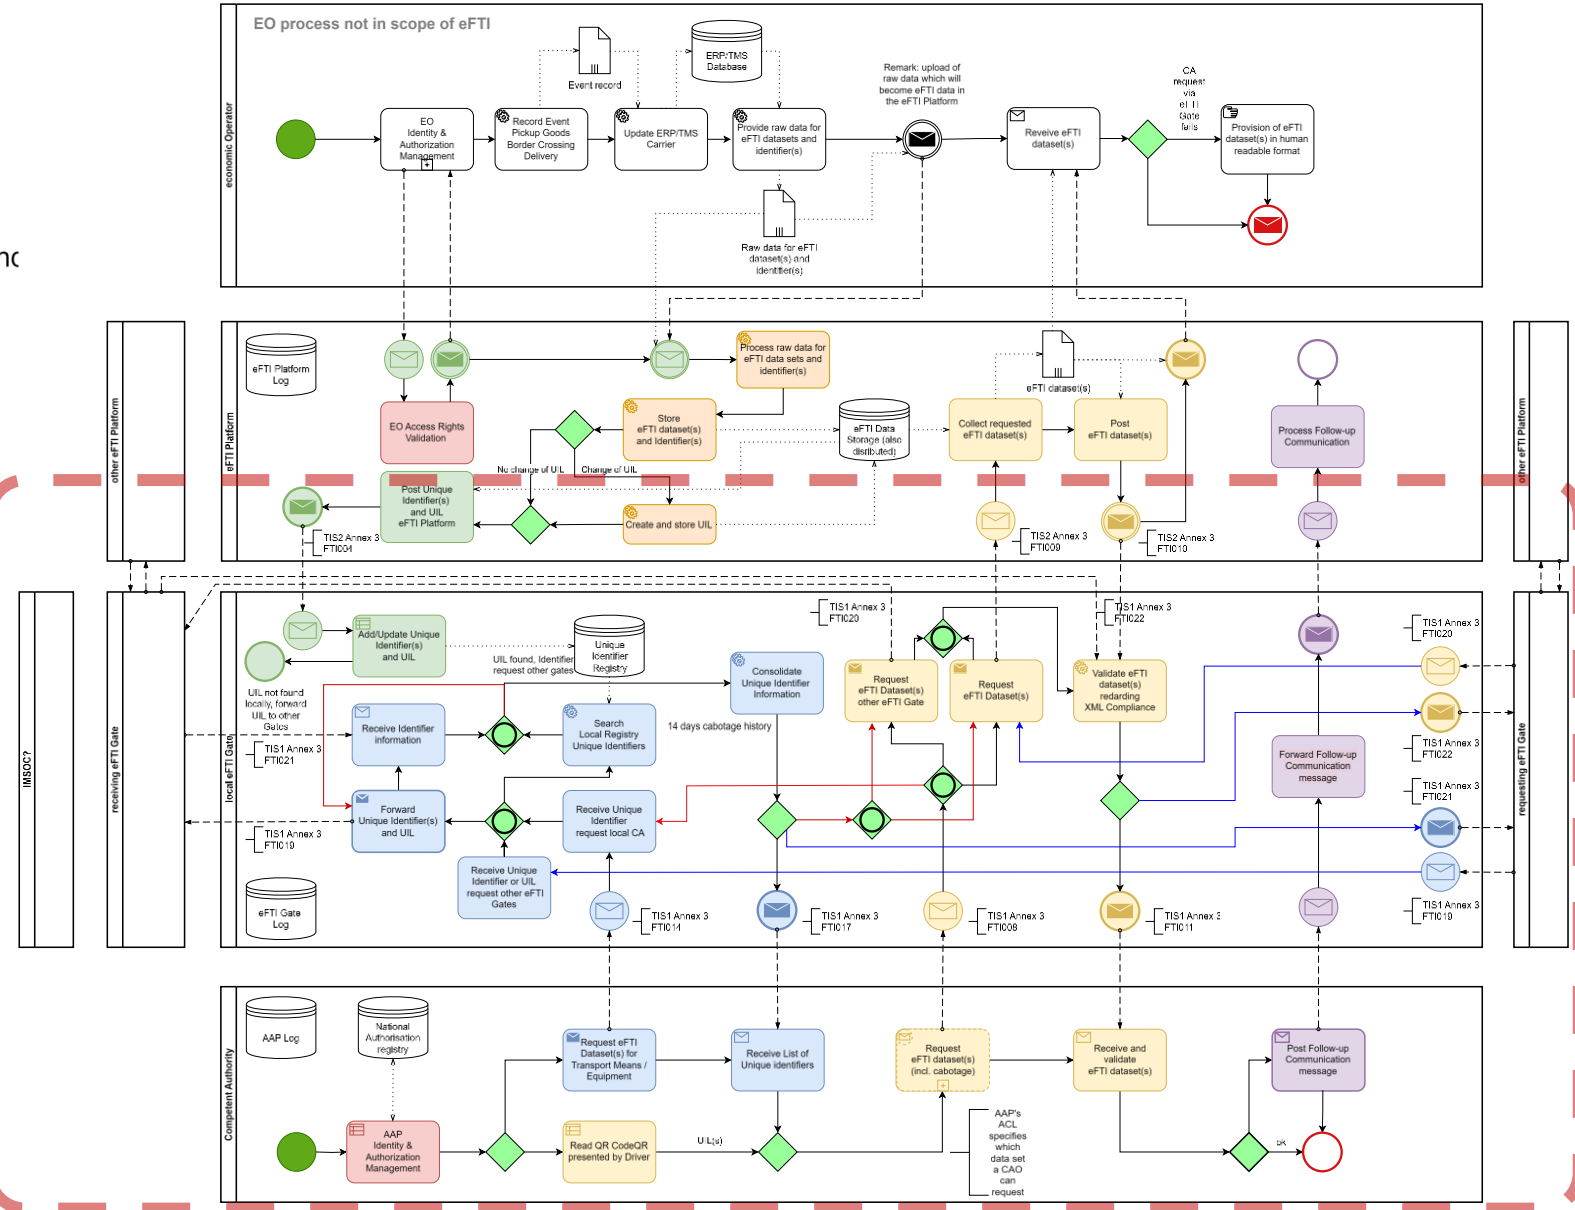 EO process not in scope of eFTI
economic Operator
Event record
ERP/TMS
Database
Remark: upload of
raw data which will
become eFTI data in
the eFTI Platform
CA
request
via
eFTI
Gate
fails
EO
Identity &
Authorization
Management
Record Event
Pickup Goods
Border Crossing
Delivery
Update ERP/TMS
Carrier
Provide raw data for
eFTI datasets and
identifier(s)
Reveive eFTI
dataset(s)
Provision of eFTI
dataset(s) in human
readable format
Raw data for eFTI
dataset(s) and
identifier(s)
other eFTI Platform
eFTI Platform
eFTI Platform
Log
EO Access Rights
Validation
Process raw data for
eFTI data sets and
identifier(s)
Store
eFTI dataset(s)
and Identifier(s)
eFTI Data
Storage (also
distributed)
eFTI dataset(s)
Collect requested
eFTI dataset(s)
Post
eFTI dataset(s)
Process Follow-up
Communication
other eFTI Platform
No change of UIL
Change of UIL
Post Unique
Identifier(s)
and UIL
eFTI Platform
Create and store UIL
TIS2 Annex 3
FTI004
TIS2 Annex 3
FTI009
TIS2 Annex 3
FTI010
IMSOC?
receiving eFTI Gate
local eFTI Gate
requesting eFTI Gate
Add/Update Unique
Identifier(s)
and UIL
Unique
Identifier
Registry
UIL found, Identifier
request other gates
UIL not found
locally, forward
UIL to other
Gates
Consolidate
Unique Identifier
Information
TIS1 Annex 3
FTI020
TIS1 Annex 3
FTI022
TIS1 Annex 3
FTI020
Request
eFTI Dataset(s)
other eFTI Gate
Request
eFTI Dataset(s)
Validate eFTI
dataset(s)
redarding
XML Compliance
Receive Identifier
information
Search
Local Registry
Unique Identifiers
14 days cabotage history
TIS1 Annex 3
FTI021
TIS1 Annex 3
FTI022
Forward Follow-up
Communication
message
TIS1 Annex 3
FTI021
Forward
Unique Identifier(s)
and UIL
Receive Unique
Identifier
request local CA
TIS1 Annex 3
FTI019
Receive Unique
Identifier or UIL
request other eFTI
Gates
eFTI Gate
Log
TIS1 Annex 3
FTI014
TIS1 Annex 3
FTI017
TIS1 Annex 3
FTI008
TIS1 Annex 3
FTI011
TIS1 Annex 3
FTI019
Competent Authority
AAP Log
National
Authorisation
registry
Request eFTI
Dataset(s) for
Transport Means /
Equipment
Receive List of
Unique identifiers
Request
eFTI dataset(s)
(incl. cabotage)
Receive and
validate
eFTI dataset(s)
Post Follow-up
Communication
message
AAP
Identity &
Authorization
Management
Read QR CodeQR
presented by Driver
UIL(s)
AAP's
ACL
specifies
which
data set
a CAO
can
request